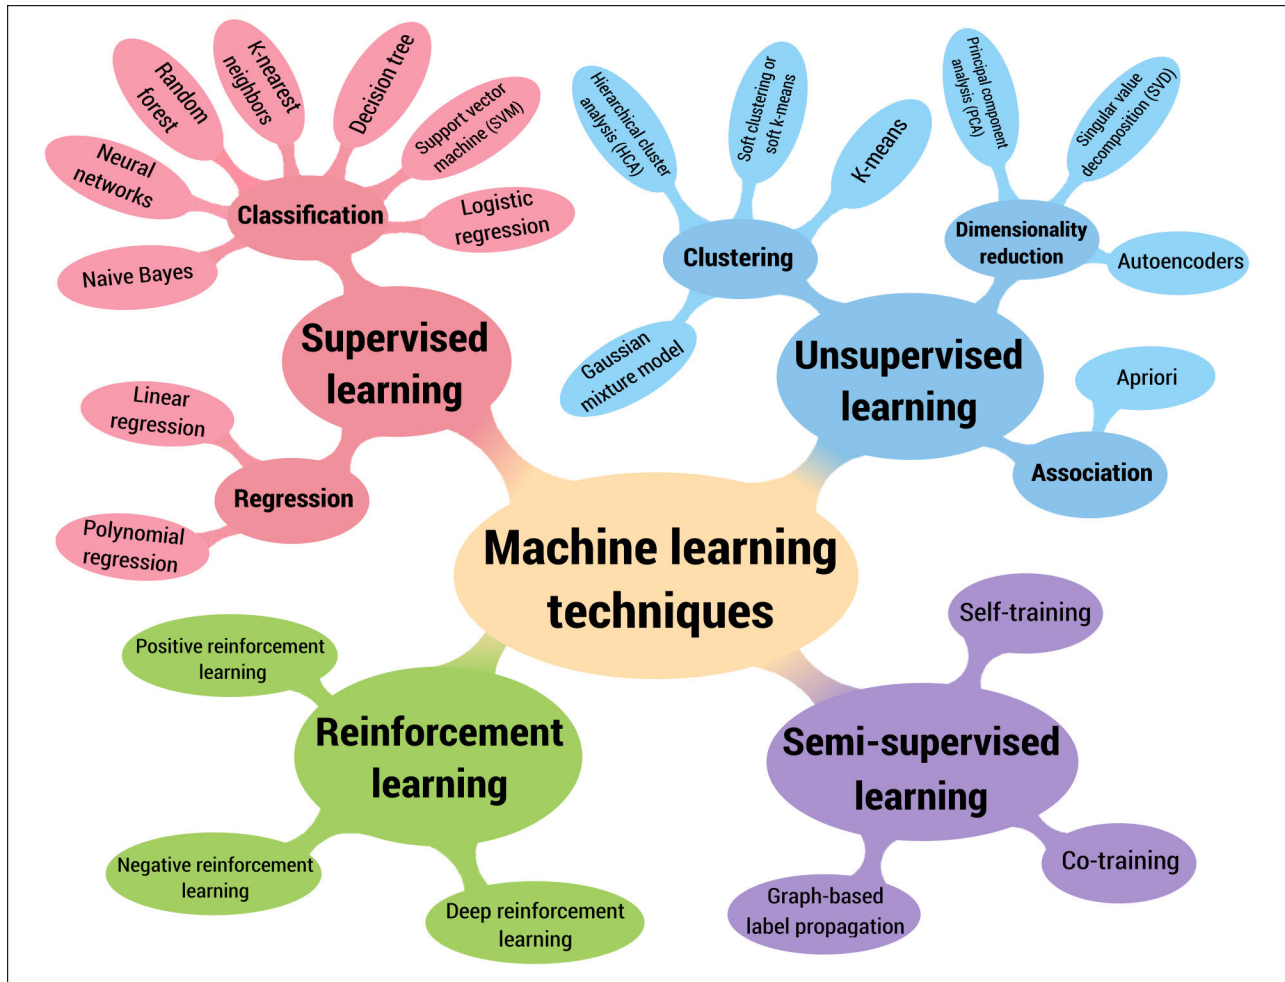 Machine learning
techniques
Supervised
learning
Classification
Naive Bayes
Neural
networks
Random
forest
K-nearest
neighbors
Decision tree
Support vector
machine (SVM)
Logistic
regression
Regression
Linear
regression
Polynomial
regression
Unsupervised
learning
Clustering
Hierarchical cluster
analysis (HCA)
Soft clustering or
soft k-means
K-means
Gaussian
mixture model
Dimensionality
reduction
Principal component
analysis (PCA)
Singular value
decomposition (SVD)
Autoencoders
Association
Apriori
Reinforcement
learning
Positive reinforcement
learning
Negative reinforcement
learning
Deep reinforcement
learning
Semi-supervised
learning
Self-training
Co-training
Graph-based
label propagation